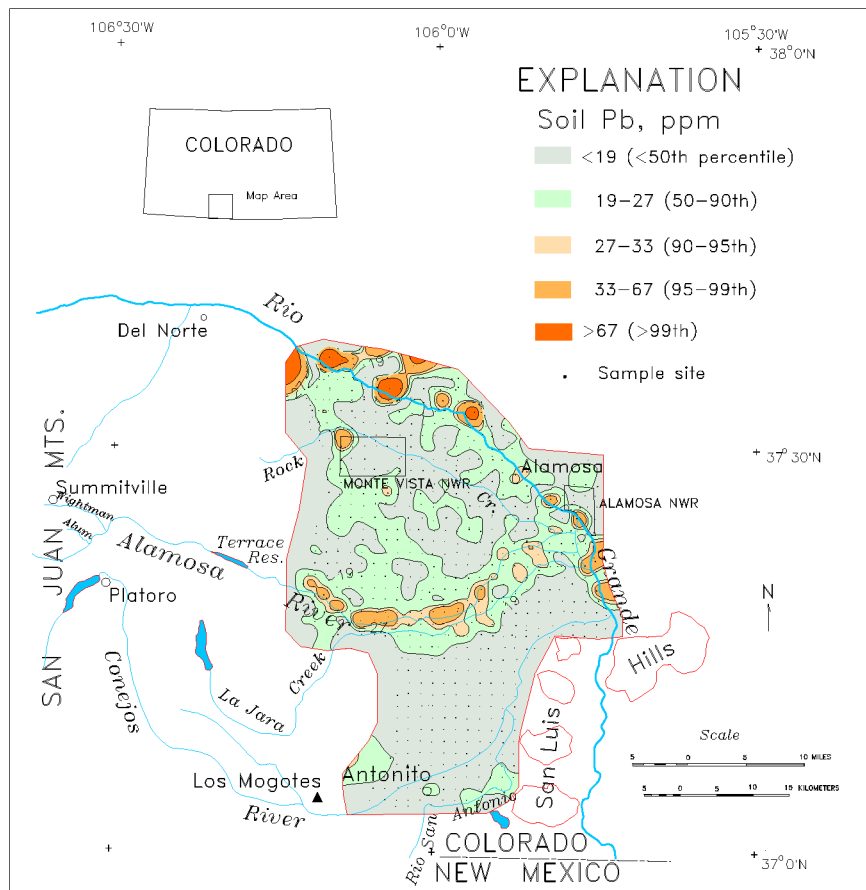 106°30'W
106°0'W
105°30'W
38°0'N
EXPLANATION
Soil Pb, ppm
<19 (<50th percentile)
19-27 (50-90th)
27-33 (90-95th)
33-67 (95-99th)
>67 (>99th)
Sample site
COLORADO
Map Area
Rio
Del Norte
19
SAN JUAN MTS.
37°30'N
Rock
Cr.
MONTE VISTA NWR
Alamosa
ALAMOSA NWR
Summitville
Wightman
Alum
Alamosa
Terrace
Res.
River
Grande
19
19
27
Platoro
N
Hills
Conejos
Creek
La Jara
San Luis
Scale
5 0 5 10 MILES
5 0 5 10 15 KILOMETERS
Los Mogotes
Antonito
River
Rio San
Antonio
COLORADO
NEW MEXICO
37°0'N